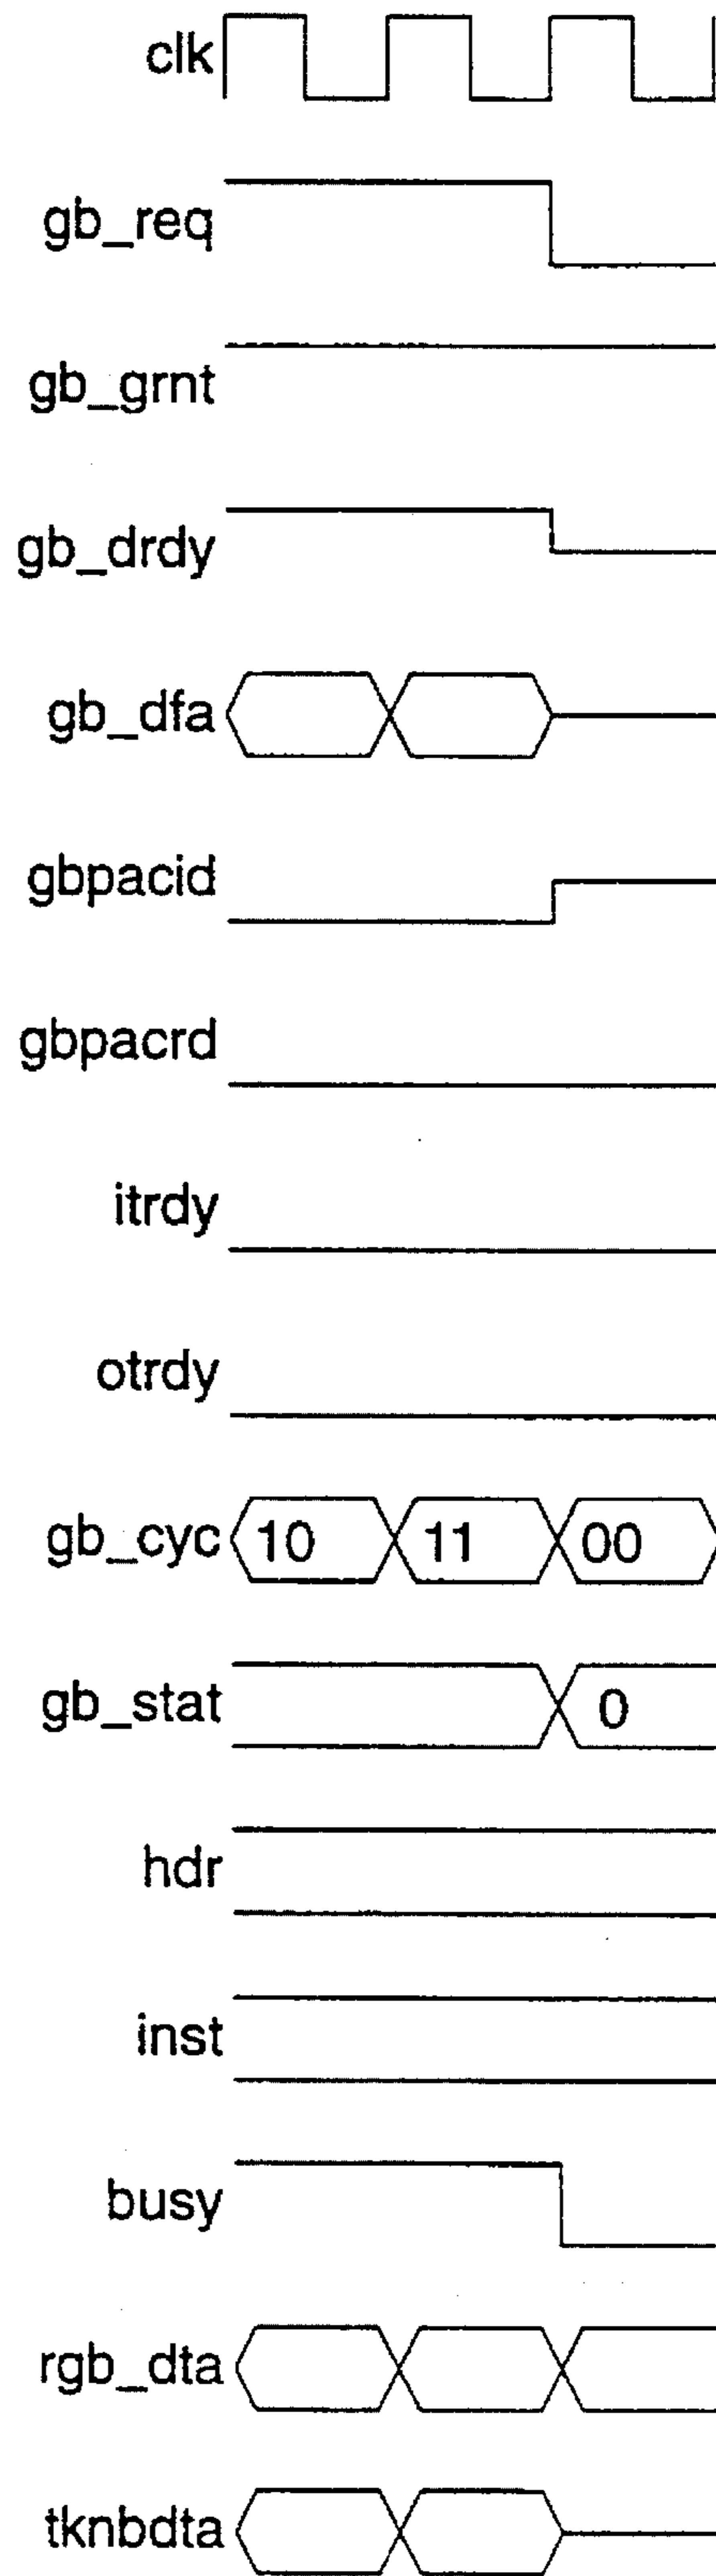 clk
gb_req
gb_grnt
gb_drdy
gb_dfa
gbpacid
gbpacrd
itrdy
otrdy
gb_cyc 10 11 00
gb_stat 0
hdr
inst
busy
rgb_dta
tknbdta